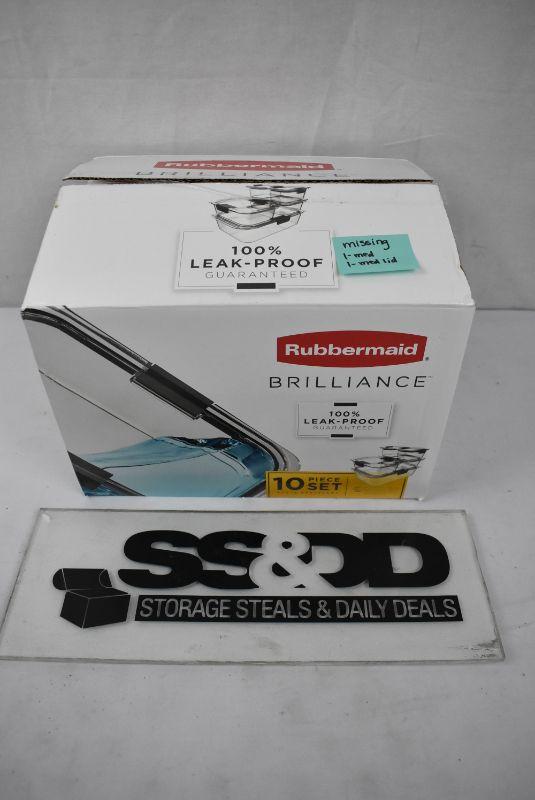 Rubbermaid
BRILLIANCE
100%
LEAK-PROOF
GUARANTEED
missing
1-med
1-med lid
Rubbermaid
BRILLIANCE
100%
LEAK-PROOF
GUARANTEED
10 PIECE SET
SS&DD
STORAGE STEALS & DAILY DEALS